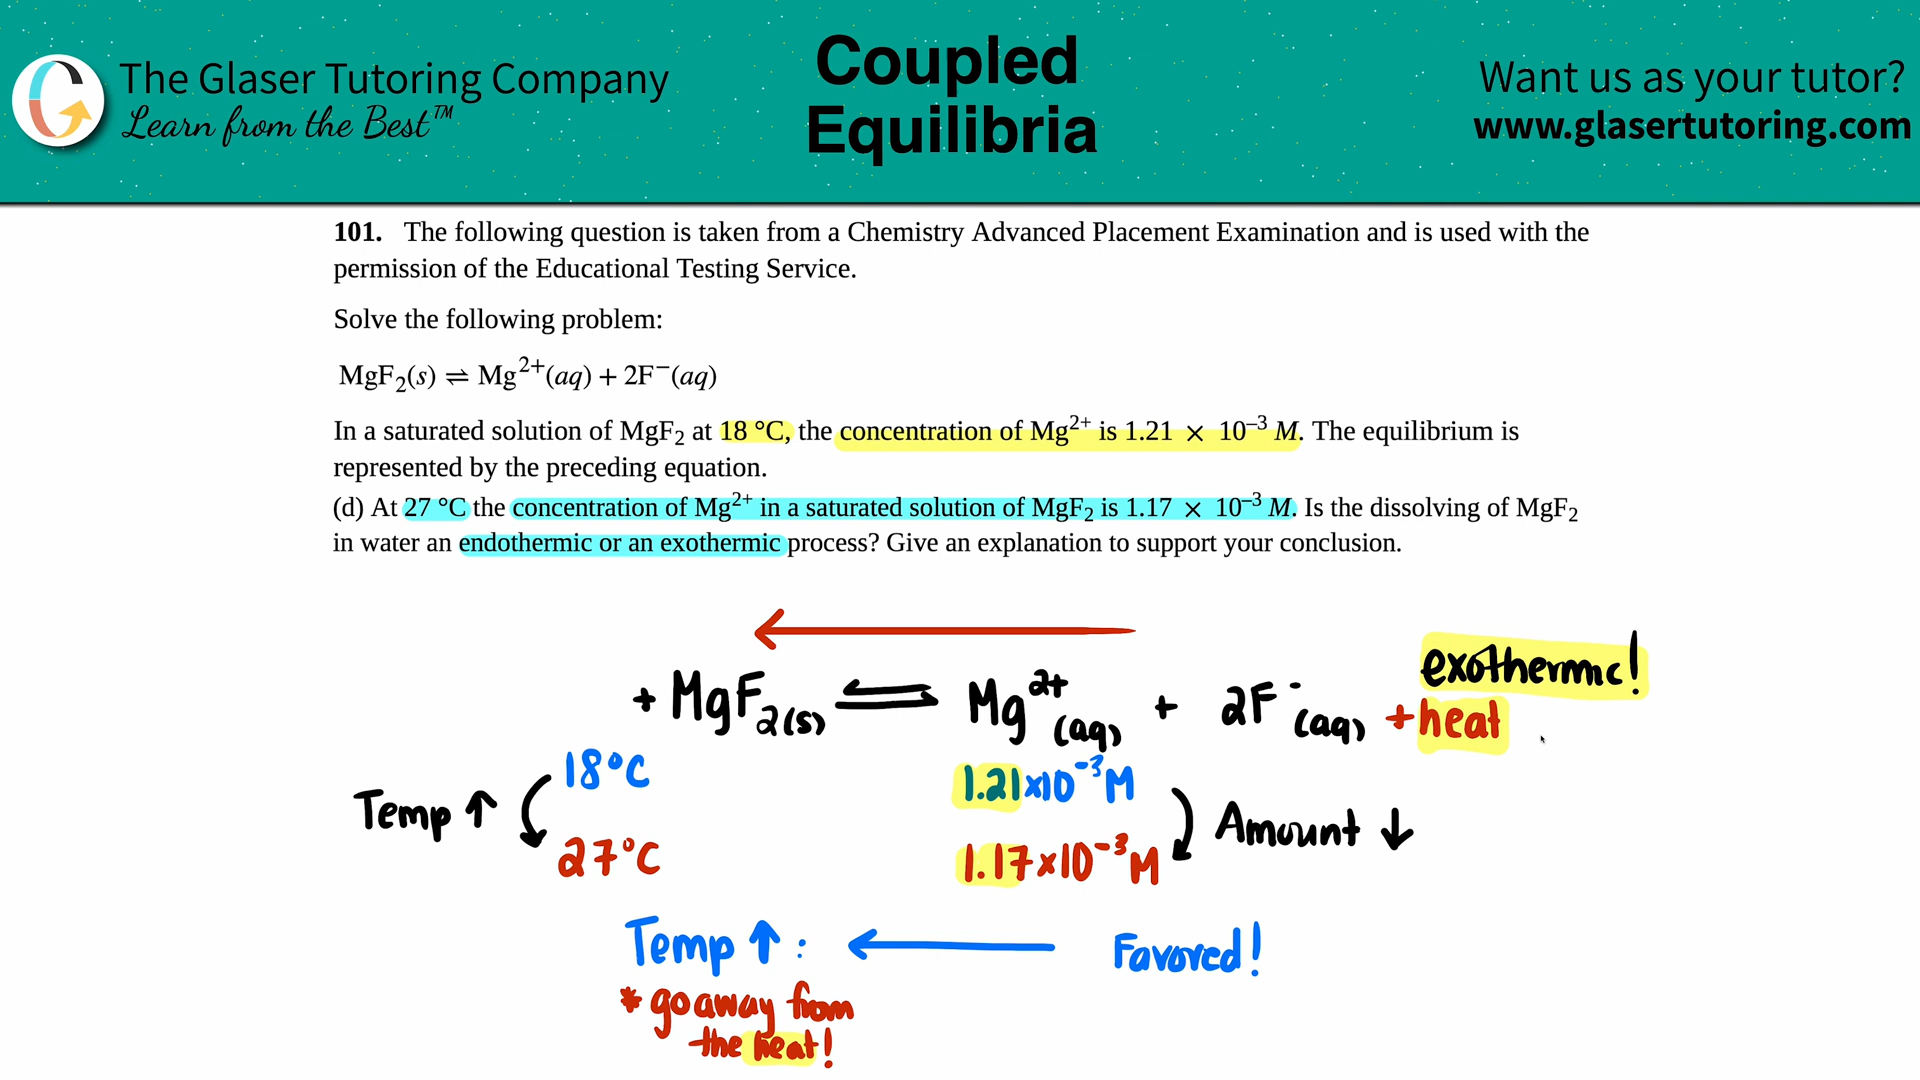 The Glaser Tutoring Company
Learn from the Best™
Coupled
Equilibria
Want us as your tutor?
www.glasertutoring.com
101. The following question is taken from a Chemistry Advanced Placement Examination and is used with the
permission of the Educational Testing Service.
Solve the following problem:
MgF₂(s) ⇌ Mg²⁺(aq) + 2F⁻(aq)
In a saturated solution of MgF₂ at 18 °C, the concentration of Mg²⁺ is 1.21 × 10⁻³ M. The equilibrium is
represented by the preceding equation.
(d) At 27 °C the concentration of Mg²⁺ in a saturated solution of MgF₂ is 1.17 × 10⁻³ M. Is the dissolving of MgF₂
in water an endothermic or an exothermic process? Give an explanation to support your conclusion.
exothermic!
+ MgF₂(s) ⇌ Mg²⁺(aq) + 2F⁻(aq) + heat
18°C 1.21×10⁻³M
Temp ↑ Amount ↓
27°C 1.17×10⁻³M
Temp ↑ : ← Favored!
* go away from
the heat!